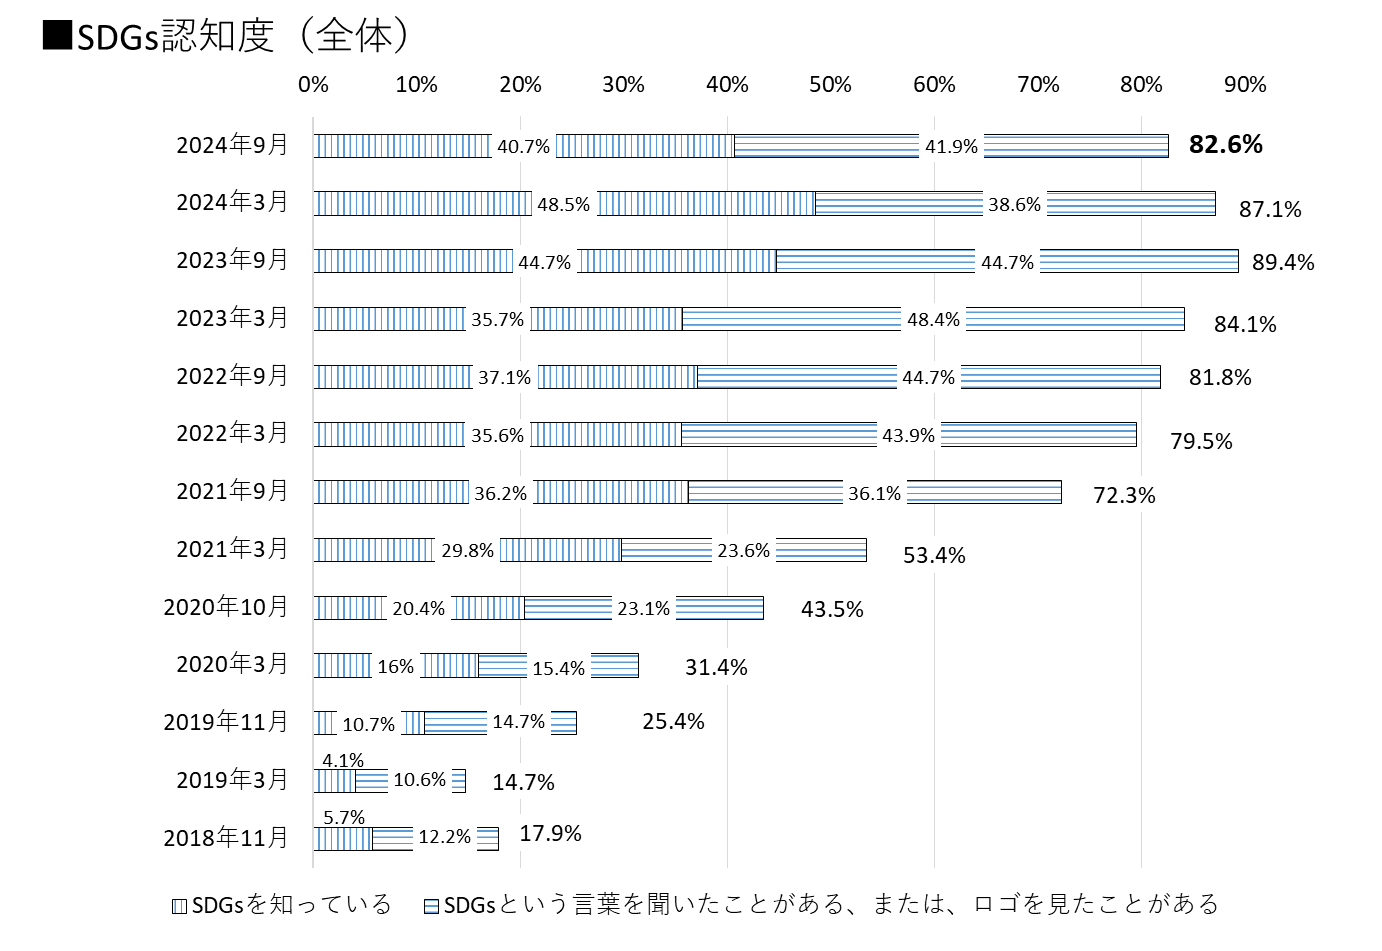 ■SDGs認知度（全体）
0% 10% 20% 30% 40% 50% 60% 70% 80% 90%
2024年9月 40.7% 41.9% 82.6%
2024年3月 48.5% 38.6% 87.1%
2023年9月 44.7% 44.7% 89.4%
2023年3月 35.7% 48.4% 84.1%
2022年9月 37.1% 44.7% 81.8%
2022年3月 35.6% 43.9% 79.5%
2021年9月 36.2% 36.1% 72.3%
2021年3月 29.8% 23.6% 53.4%
2020年10月 20.4% 23.1% 43.5%
2020年3月 16% 15.4% 31.4%
2019年11月 10.7% 14.7% 25.4%
2019年3月 4.1% 10.6% 14.7%
2018年11月 5.7% 12.2% 17.9%
SDGsを知っている SDGsという言葉を聞いたことがある、または、ロゴを見たことがある